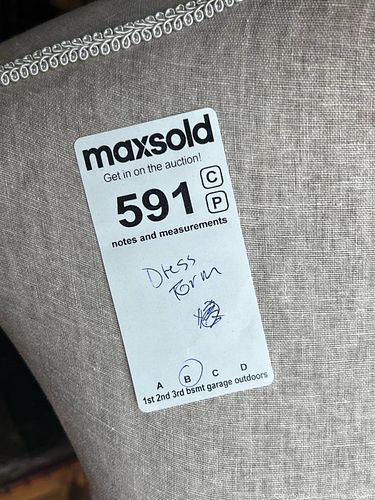 maxsold
Get in on the auction!
591 C
P
notes and measurements
Dress
Form
A B C D
1st 2nd 3rd bsmt garage outdoors